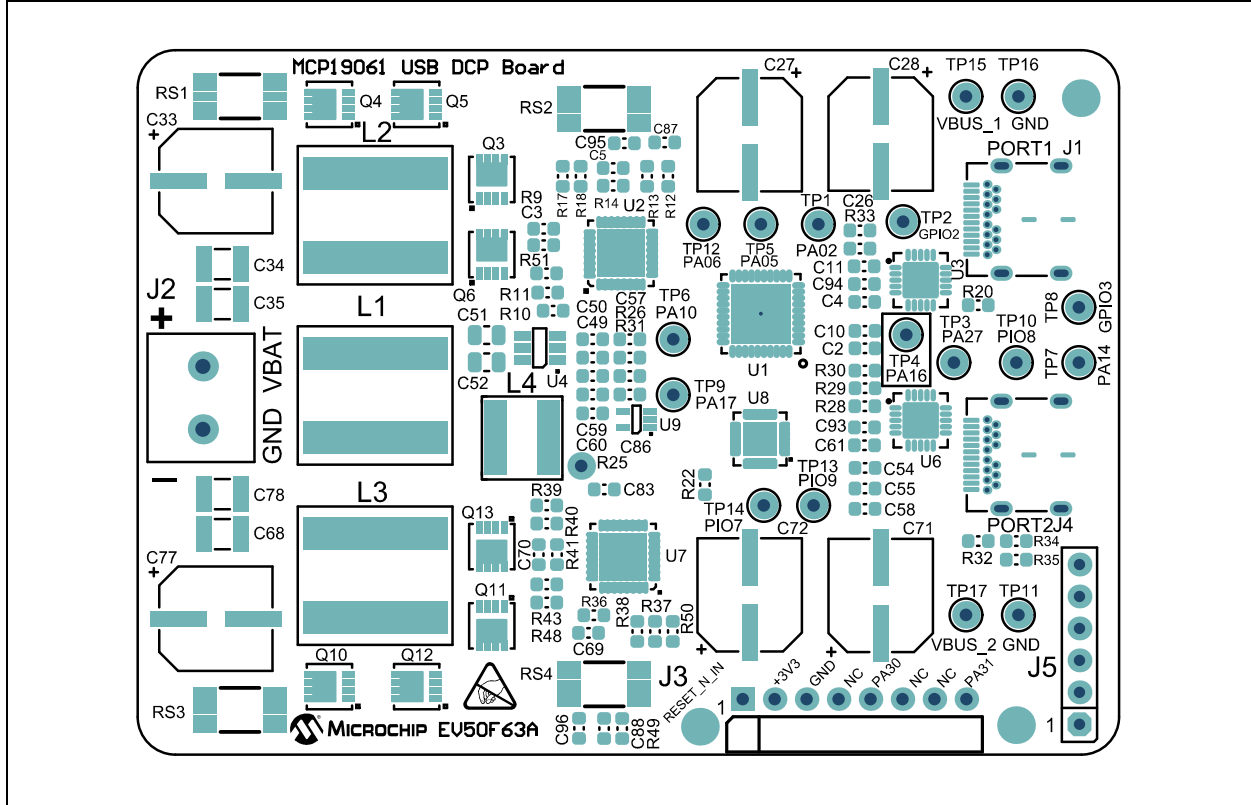 MCP19061 USB DCP Board
C27
+
C28
+
TP15
TP16
RS1
Q4
Q5
RS2
VBUS_1
GND
C33
+
L2
C95
C87
PORT1
J1
Q3
C5
R17
R18
R14
R13
R12
U2
R9
C3
TP1
C26
R33
TP2
GPIO2
TP12
PA06
TP5
PA05
PA02
R51
C34
C11
C94
C4
U3
R20
TP8
GPIO3
J2
C35
Q6
R11
R10
C50
C49
C57
R26
R31
TP6
PA10
+
L1
C51
C10
C2
TP3
PA27
TP10
PIO8
TP4
PA16
TP7
PA14
GND VBAT
C52
U4
U1
R30
R29
R28
L4
TP9
PA17
U8
C59
U9
C60
C86
C93
C61
U6
R25
TP13
PIO9
C54
C55
C58
−
C78
L3
C83
R22
R39
TP14
PIO7
C68
Q13
R40
C72
C71
PORT2
J4
C77
+
C70
R41
U7
R32
R34
R35
Q11
R36
R38
R37
R50
R43
R48
TP17
TP11
C69
VBUS_2
GND
Q10
Q12
+
+
RS4
J3
RESET_N_IN
+3V3
GND
NC
PA30
NC
NC
PA31
J5
RS3
1
1
MICROCHIP EV50F63A
C96
C88
R49